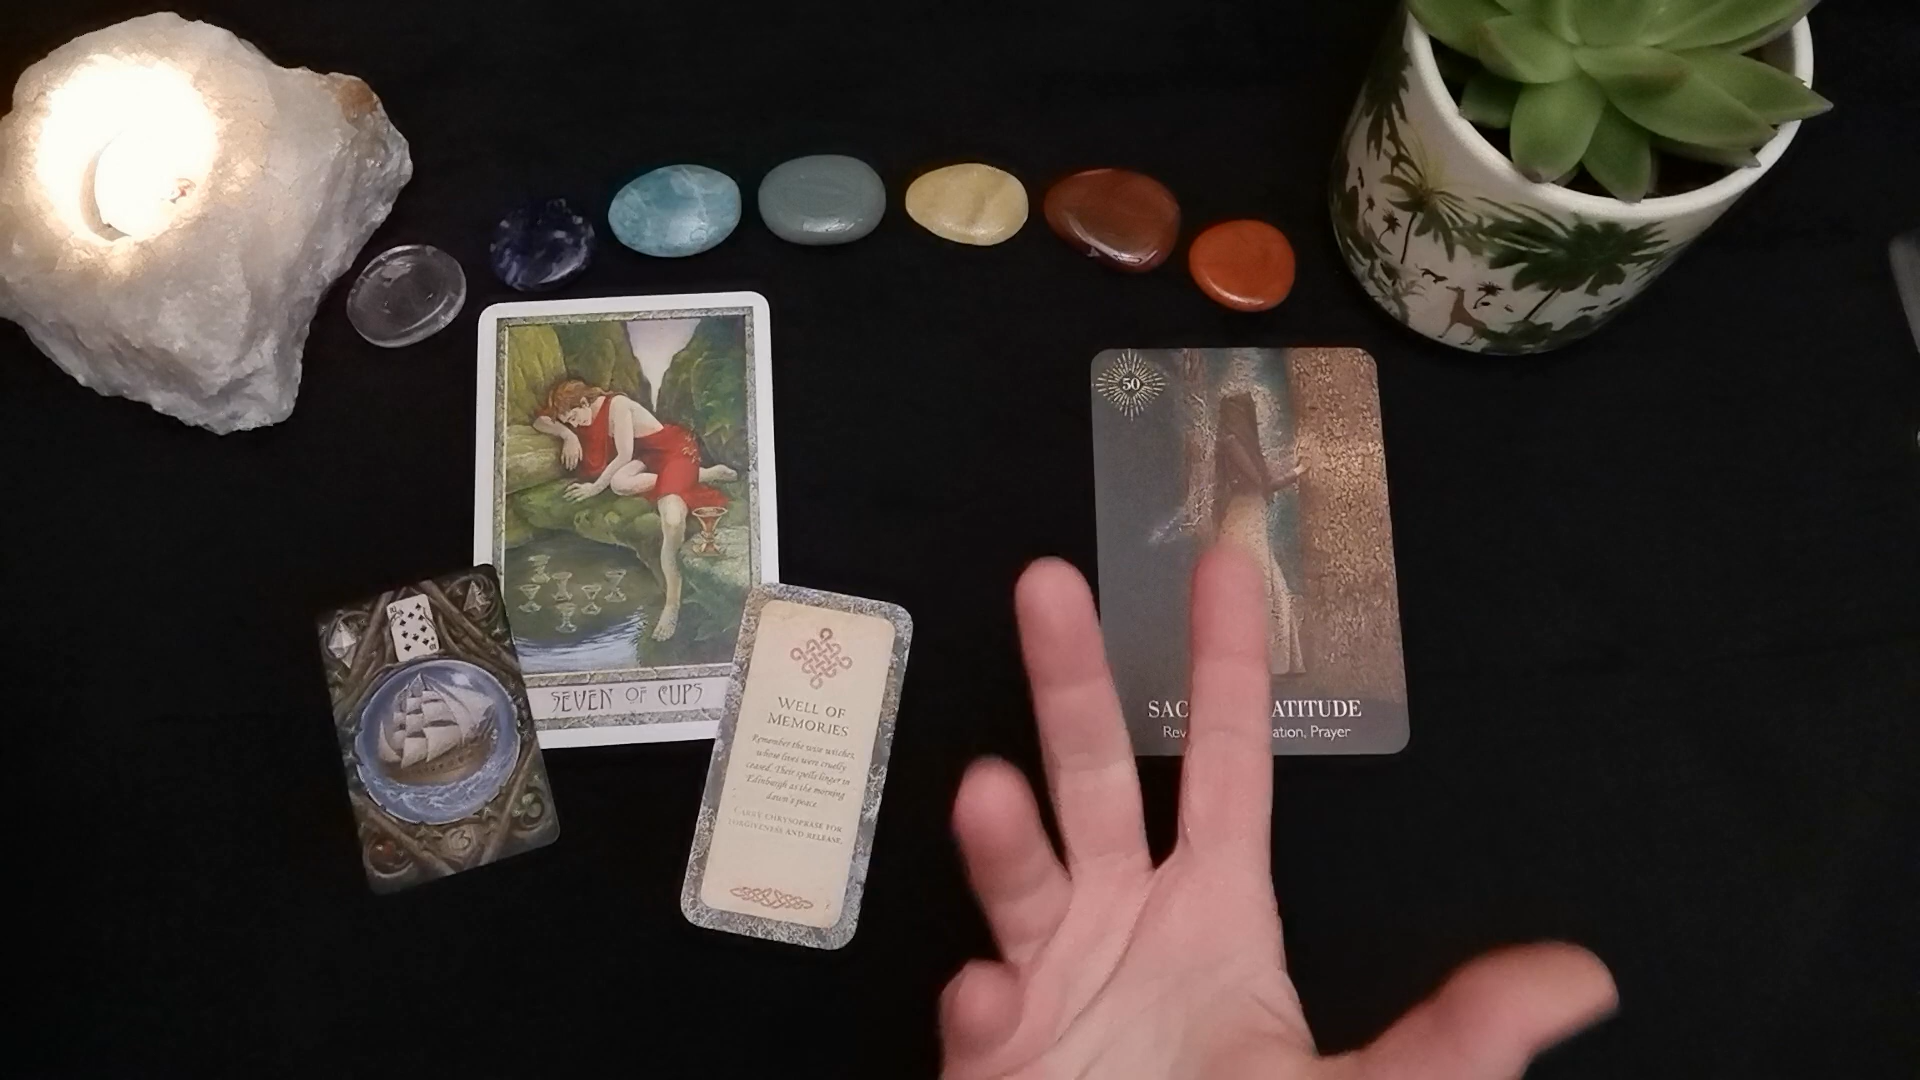 SEVEN OF CUPS
WELL OF
MEMORIES
Remember the wise witches,
whose lives were cruelly
ceased. Their spells linger in
Edinburgh as the morning
dawn's peace.
CARRY CHRYSOPRASE FOR
FORGIVENESS AND RELEASE.
50
SAC ATITUDE
Rev ation, Prayer